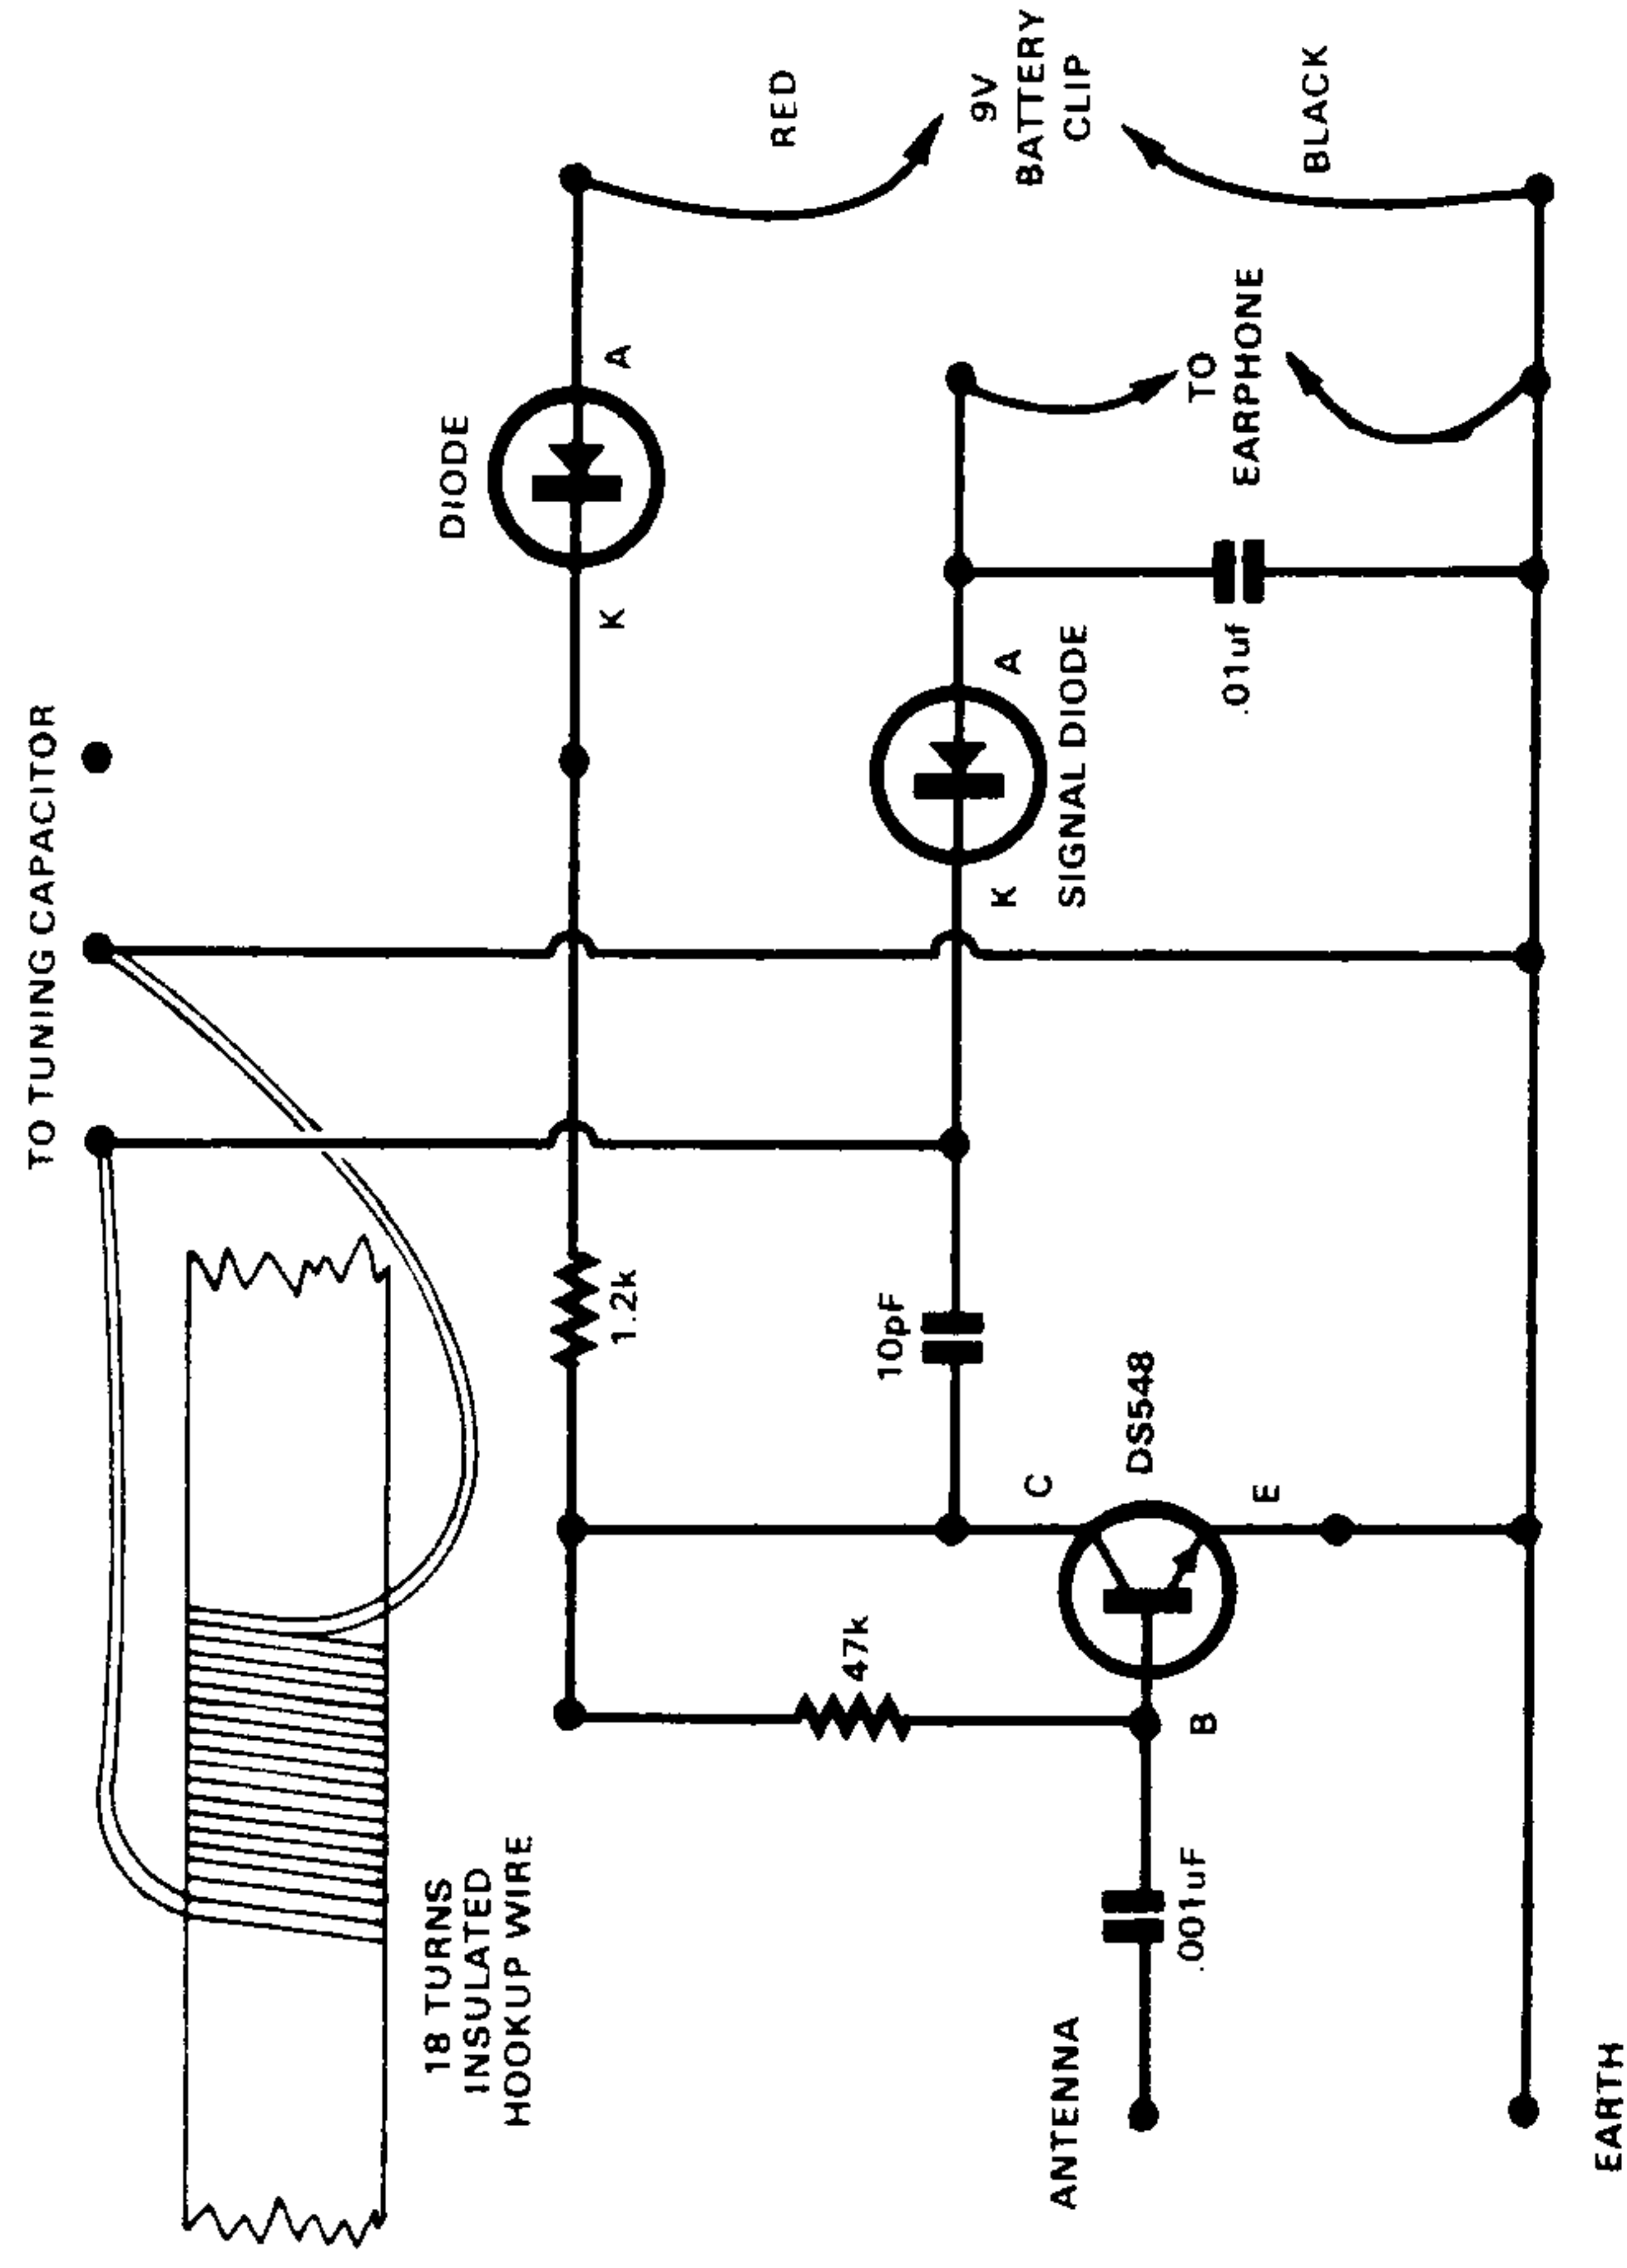 TO TUNING CAPACITOR
18 TURNS
INSULATED
HOOKUP WIRE
DIODE
K
A
RED
9V
BATTERY
CLIP
BLACK
1.2k
47k
10pF
K
A
SIGNAL DIODE
TO
EARPHONE
.01uf
C
DS548
E
B
ANTENNA
.001uF
EARTH